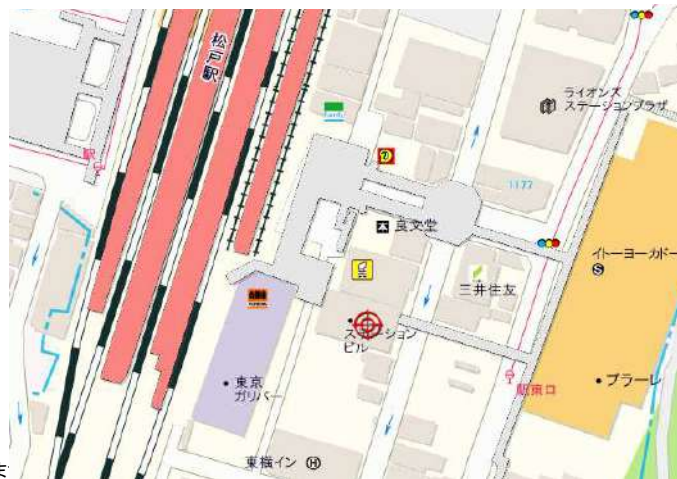 松戸駅
ライオンズ
ステーションプラザ
駅
1177
良文堂
イトーヨーカドー
三井住友
ステーション
ビル
東京
ガリバー
プラーレ
駅東口
東横イン
H